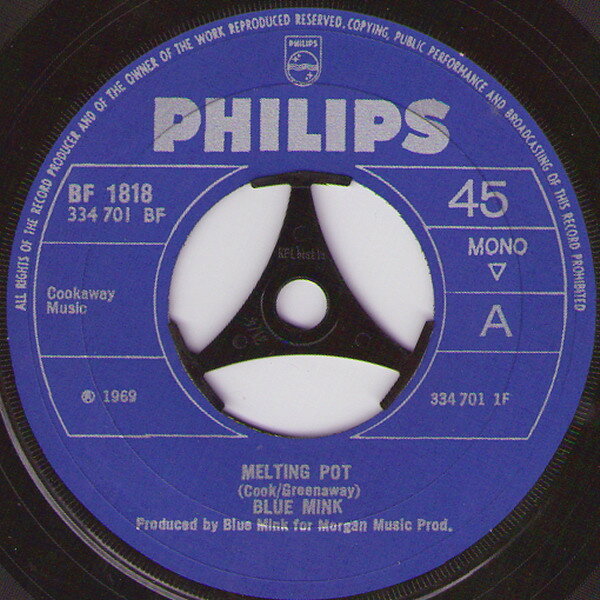 ALL RIGHTS OF THE RECORD PRODUCER AND OF THE OWNER OF THE WORK REPRODUCED RESERVED. COPYING, PUBLIC PERFORMANCE AND BROADCASTING OF THIS RECORD PROHIBITED
PHILIPS
PHILIPS
BF 1818
334 701 BF
45
MONO
A
Cookaway
Music
℗ 1969
334 701 1F
MELTING POT
(Cook/Greenaway)
BLUE MINK
Produced by Blue Mink for Morgan Music Prod.